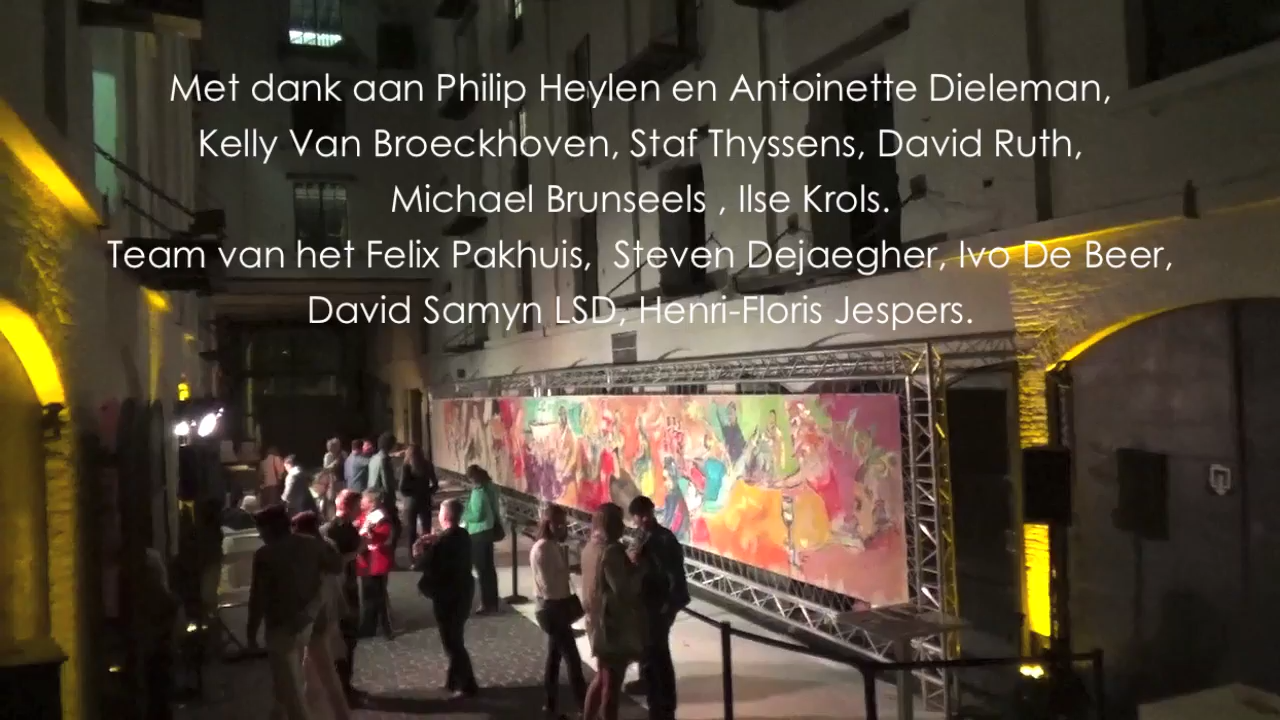 Met dank aan Philip Heylen en Antoinette Dieleman,
Kelly Van Broeckhoven, Staf Thyssens, David Ruth,
Michael Brunseels , Ilse Krols.
Team van het Felix Pakhuis,  Steven Dejaegher, Ivo De Beer,
David Samyn LSD, Henri-Floris Jespers.